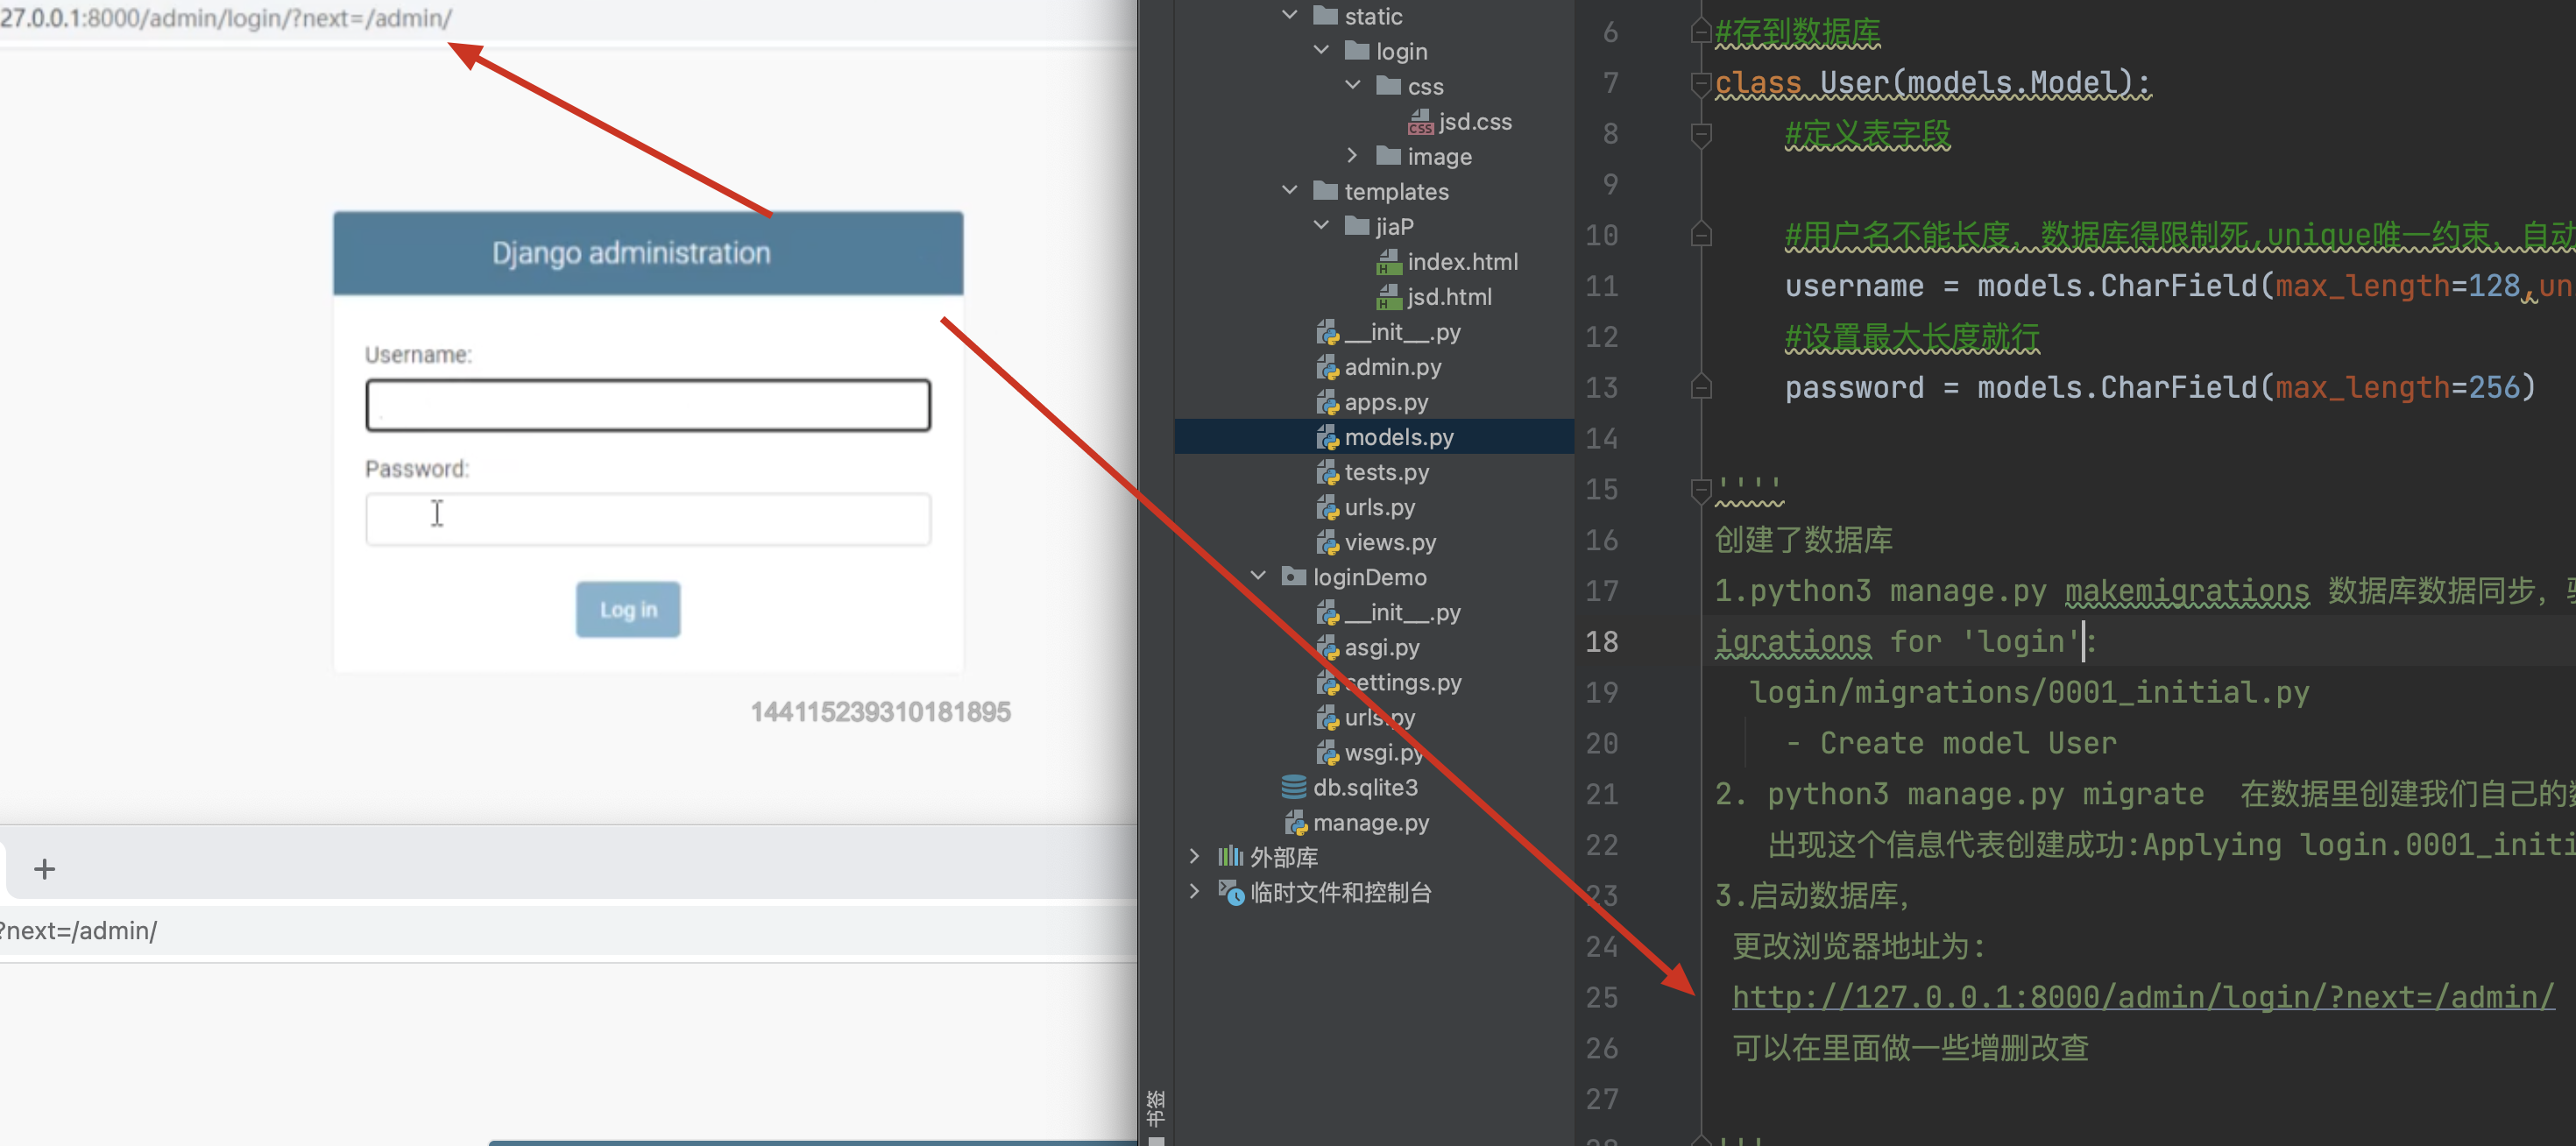 27.0.0.1:8000/admin/login/?next=/admin/
Django administration
Username:
Password:
Log in
144115239310181895
?next=/admin/
static
login
css
jsd.css
image
templates
jiaP
index.html
jsd.html
__init__.py
admin.py
apps.py
models.py
tests.py
urls.py
views.py
loginDemo
__init__.py
asgi.py
settings.py
urls.py
wsgi.py
db.sqlite3
manage.py
外部库
临时文件和控制台
书签
6 #存到数据库
7 class User(models.Model):
8 #定义表字段
9
10 #用户名不能长度，数据库得限制死,unique唯一约束，自动
11 username = models.CharField(max_length=128,un
12 #设置最大长度就行
13 password = models.CharField(max_length=256)
14
15 ''''
16 创建了数据库
17 1.python3 manage.py makemigrations 数据库数据同步，
18 igrations for 'login':
19 login/migrations/0001_initial.py
20 - Create model User
21 2. python3 manage.py migrate 在数据里创建我们自己的
22 出现这个信息代表创建成功:Applying login.0001_initi
23 3.启动数据库，
24 更改浏览器地址为：
25 http://127.0.0.1:8000/admin/login/?next=/admin/
26 可以在里面做一些增删改查
27